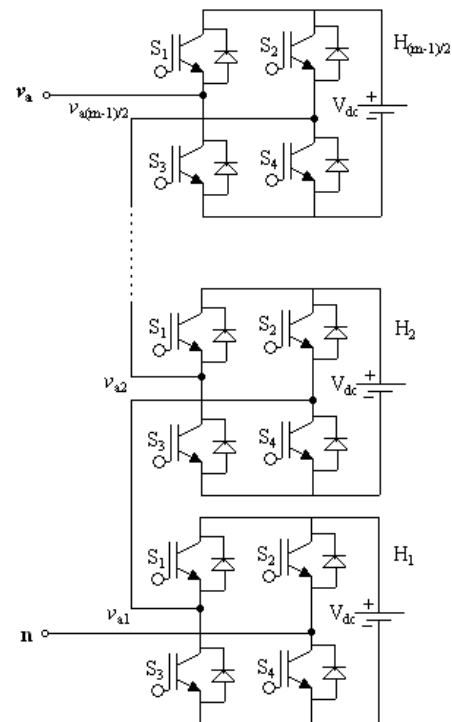 S1 S2 H(m-1)/2
va
va(m-1)/2 Vdc + −
S3 S4
S1 S2 H2
va2 Vdc + −
S3 S4
S1 S2 H1
va1 Vdc + −
n
S3 S4